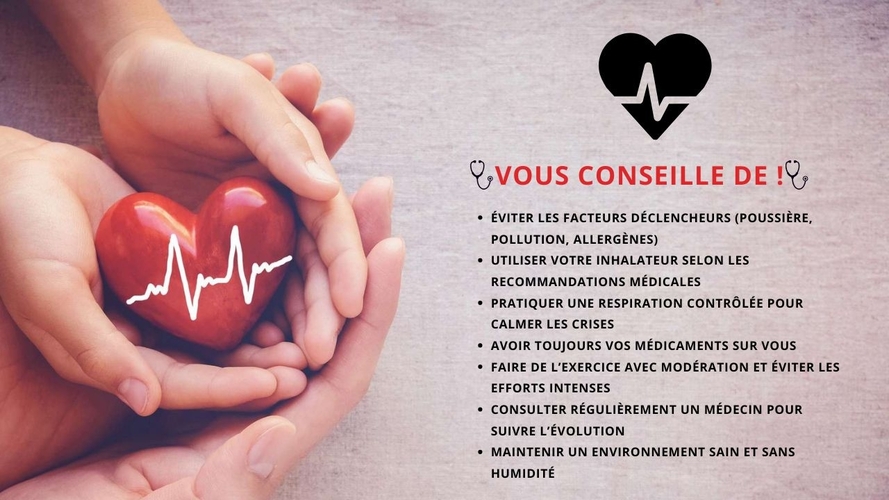 VOUS CONSEILLE DE !
• ÉVITER LES FACTEURS DÉCLENCHEURS (POUSSIÈRE,
POLLUTION, ALLERGÈNES)
• UTILISER VOTRE INHALATEUR SELON LES
RECOMMANDATIONS MÉDICALES
• PRATIQUER UNE RESPIRATION CONTRÔLÉE POUR
CALMER LES CRISES
• AVOIR TOUJOURS VOS MÉDICAMENTS SUR VOUS
• FAIRE DE L’EXERCICE AVEC MODÉRATION ET ÉVITER LES
EFFORTS INTENSES
• CONSULTER RÉGULIÈREMENT UN MÉDECIN POUR
SUIVRE L’ÉVOLUTION
• MAINTENIR UN ENVIRONNEMENT SAIN ET SANS
HUMIDITÉ